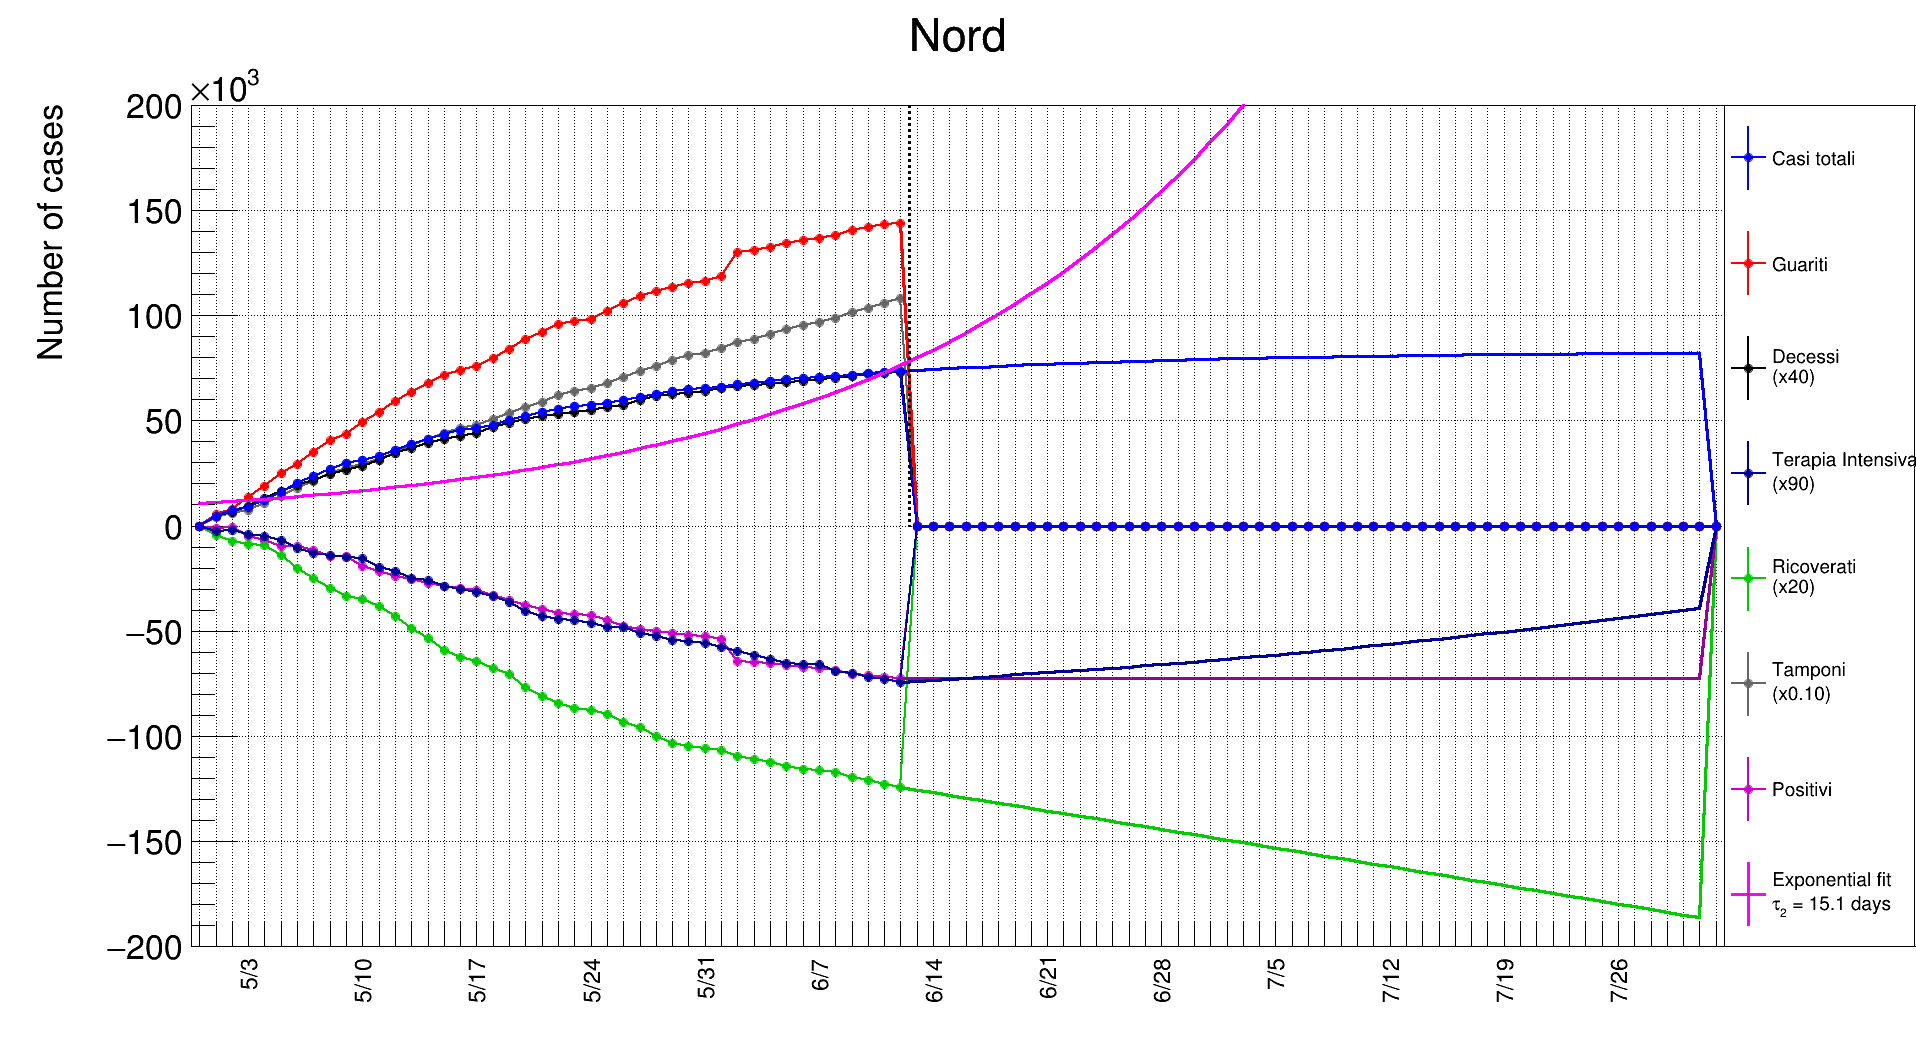 Nord
×10³
Number of cases
200
150
100
50
0
−50
−100
−150
−200
5/3
5/10
5/17
5/24
5/31
6/7
6/14
6/21
6/28
7/5
7/12
7/19
7/26
Casi totali
Guariti
Decessi
(x40)
Terapia Intensiva
(x90)
Ricoverati
(x20)
Tamponi
(x0.10)
Positivi
Exponential fit
τ₂ = 15.1 days